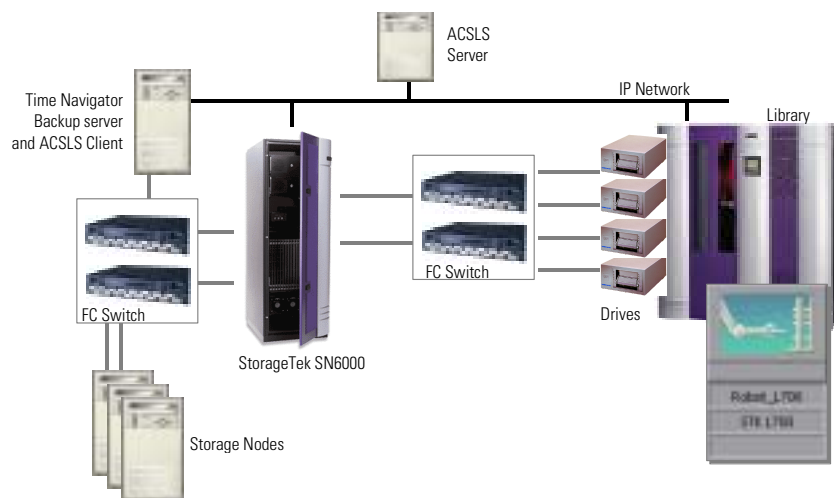 ACSLS
Server
IP Network
Library
Time Navigator
Backup server
and ACSLS Client
FC Switch
FC Switch
Drives
StorageTek SN6000
Storage Nodes
Robot_L700
STK L700